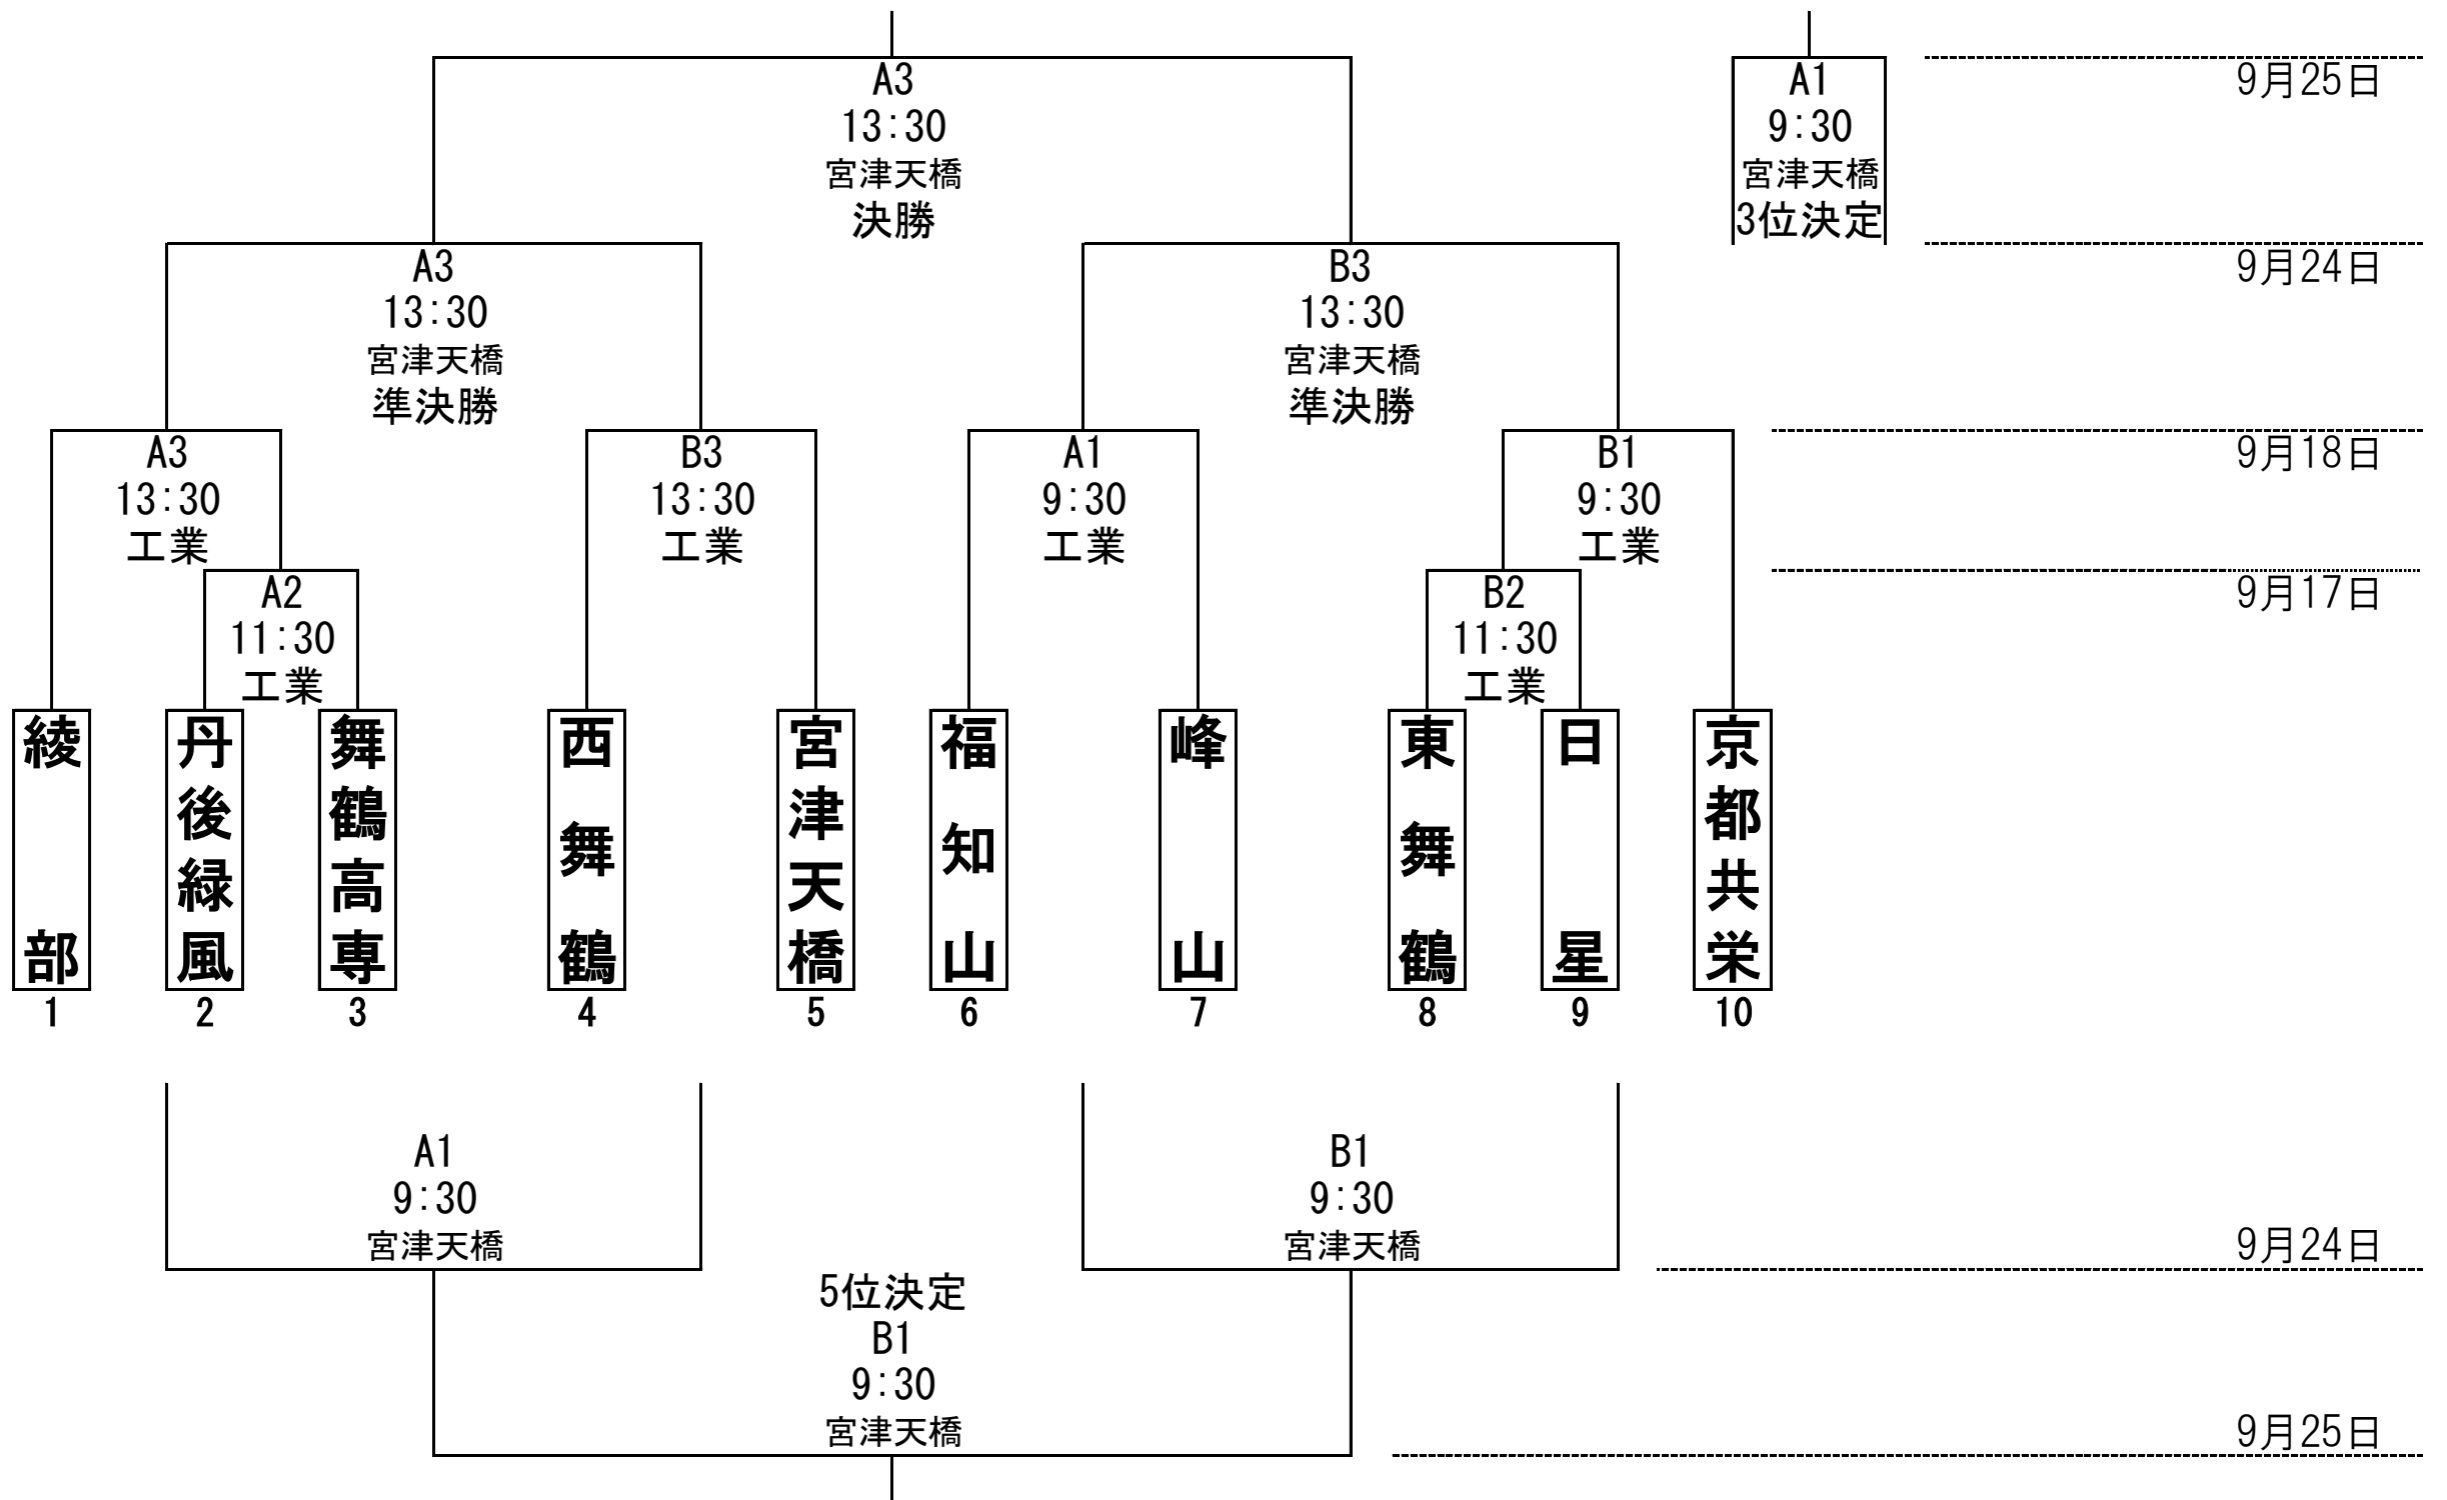 A3
13:30
宮津天橋
決勝
A1
9:30
宮津天橋
3位決定
9月25日
A3
13:30
宮津天橋
準決勝
B3
13:30
宮津天橋
準決勝
9月24日
A3
13:30
工業
B3
13:30
工業
A1
9:30
工業
B1
9:30
工業
9月18日
A2
11:30
工業
B2
11:30
工業
9月17日
綾部
丹後緑風
舞鶴高専
西舞鶴
宮津天橋
福知山
峰山
東舞鶴
日星
京都共栄
1
2
3
4
5
6
7
8
9
10
A1
9:30
宮津天橋
B1
9:30
宮津天橋
9月24日
5位決定
B1
9:30
宮津天橋
9月25日